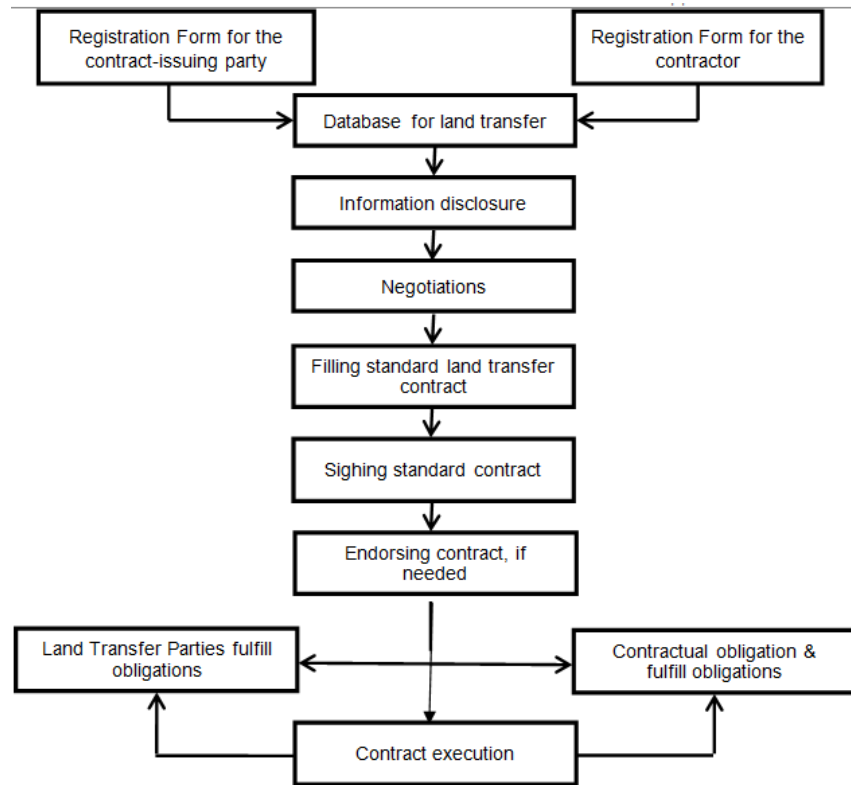 Registration Form for the
contract-issuing party
Registration Form for the
contractor
Database for land transfer
Information disclosure
Negotiations
Filling standard land transfer
contract
Sighing standard contract
Endorsing contract, if
needed
Land Transfer Parties fulfill
obligations
Contractual obligation &
fulfill obligations
Contract execution